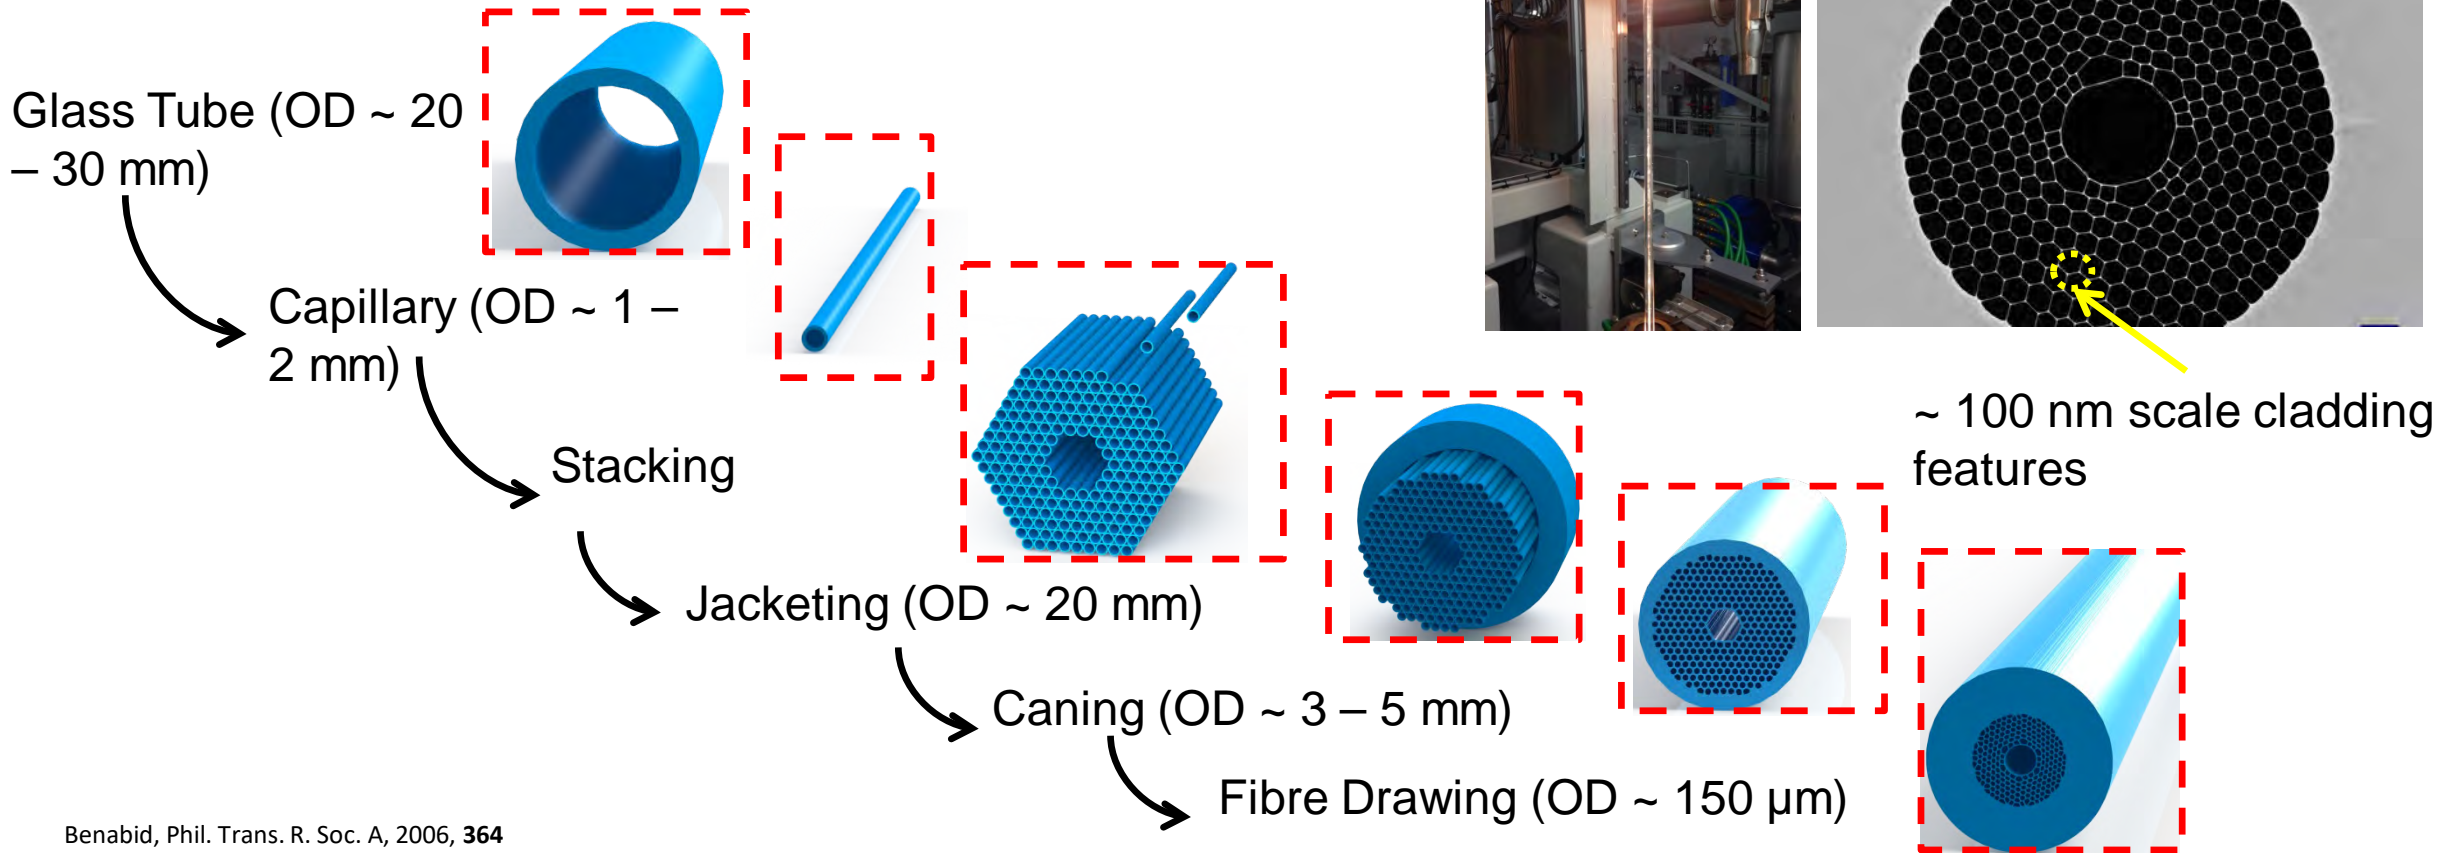 Glass Tube (OD ~ 20
– 30 mm)
Capillary (OD ~ 1 –
2 mm)
Stacking
Jacketing (OD ~ 20 mm)
Caning (OD ~ 3 – 5 mm)
Fibre Drawing (OD ~ 150 µm)
~ 100 nm scale cladding
features
Benabid, Phil. Trans. R. Soc. A, 2006, 364